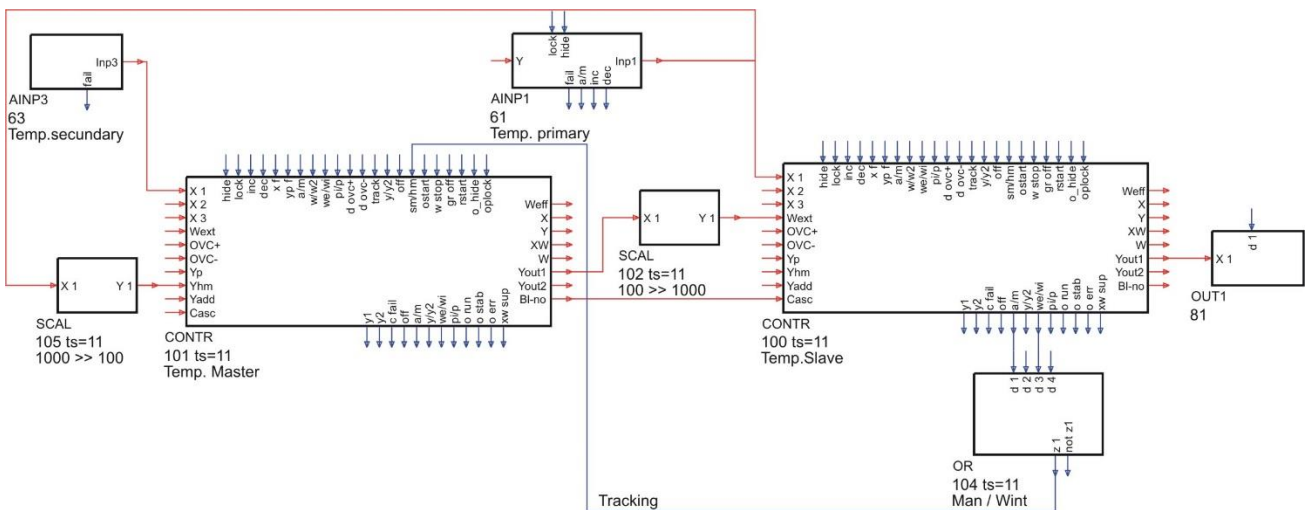 Inp3
fail
AINP3
63
Temp.secundary
lock
hide
Y
Inp1
fail
a/m
inc
dec
AINP1
61
Temp. primary
hide
lock
inc
dec
x f
yp f
a/m
w/w2
we/wi
pi/p
d ovc+
d ovc-
track
y/y2
off
sm/hm
ostart
w stop
gr off
rstart
o_hide
oplock
X 1
X 2
X 3
Wext
OVC+
OVC-
Yp
Yhm
Yadd
Casc
Weff
X
Y
XW
W
Yout1
Yout2
BI-no
y1
y2
c fail
off
a/m
y/y2
we/wi
pi/p
o run
o stab
o err
xw sup
CONTR
101 ts=11
Temp. Master
X 1 Y 1
SCAL
105 ts=11
1000 >> 100
X 1 Y 1
SCAL
102 ts=11
100 >> 1000
hide
lock
inc
dec
x f
yp f
a/m
w/w2
we/wi
pi/p
d ovc+
d ovc-
track
y/y2
off
sm/hm
ostart
w stop
gr off
rstart
o_hide
oplock
X 1
X 2
X 3
Wext
OVC+
OVC-
Yp
Yhm
Yadd
Casc
Weff
X
Y
XW
W
Yout1
Yout2
BI-no
y1
y2
c fail
off
a/m
y/y2
we/wi
pi/p
o run
o stab
o err
xw sup
CONTR
100 ts=11
Temp.Slave
d 1
X 1
OUT1
81
d 1
d 2
d 3
d 4
z 1
not z1
OR
104 ts=11
Man / Wint
Tracking